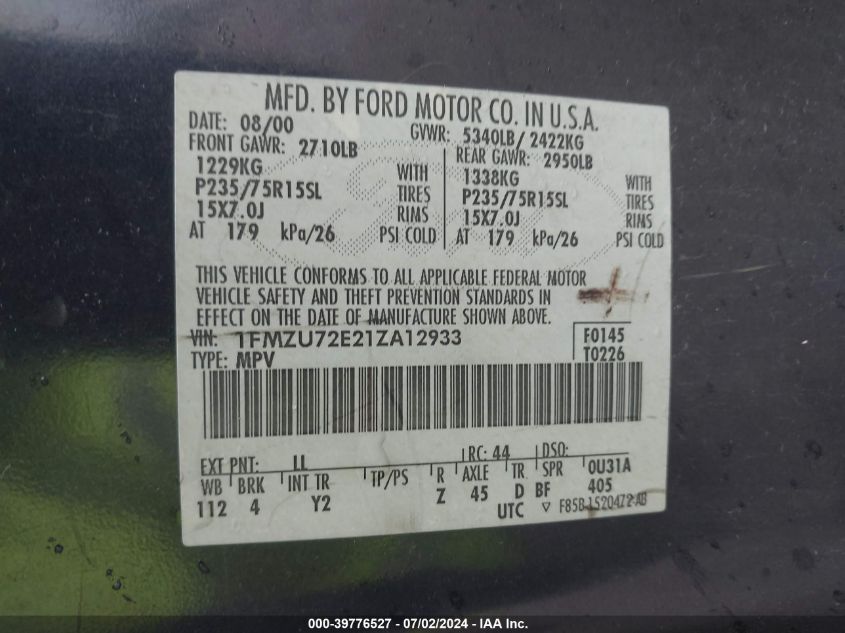 MFD. BY FORD MOTOR CO. IN U.S.A.
DATE: 08/00 GVWR: 5340LB/ 2422KG
FRONT GAWR: 2710LB REAR GAWR: 2950LB
1229KG WITH 1338KG WITH
P235/75R15SL TIRES P235/75R15SL TIRES
15X7.0J RIMS 15X7.0J RIMS
AT 179 kPa/26 PSI COLD AT 179 kPa/26 PSI COLD
THIS VEHICLE CONFORMS TO ALL APPLICABLE FEDERAL MOTOR
VEHICLE SAFETY AND THEFT PREVENTION STANDARDS IN
EFFECT ON THE DATE OF MANUFACTURE SHOWN ABOVE.
VIN: 1FMZU72E21ZA12933 F0145
TYPE: MPV T0226
EXT PNT: LL RC: 44 DSO:
WB BRK INT TR TP/PS R AXLE TR SPR 0U31A
112 4 Y2 Z 45 D BF 405
UTC ▽ F85B-1520472-AB
000-39776527 - 07/02/2024 - IAA Inc.